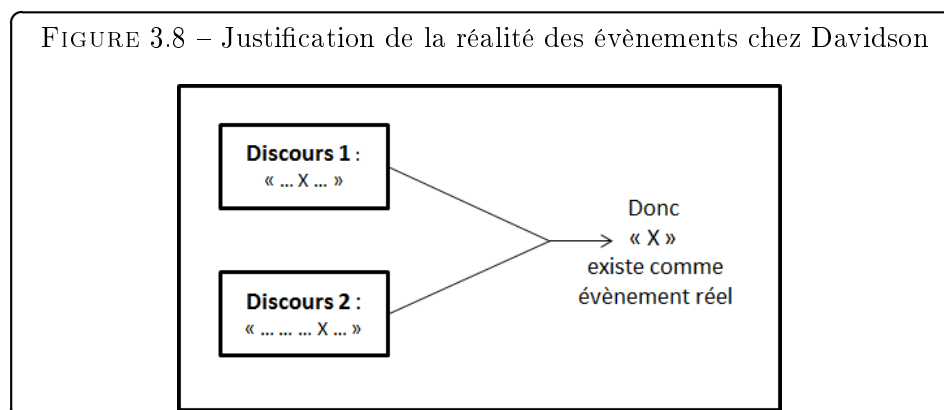 FIGURE 3.8 – Justification de la réalité des évènements chez Davidson
Discours 1 :
« ... X ... »
Discours 2 :
« ... ... ... X ... »
Donc
« X »
existe comme
évènement réel